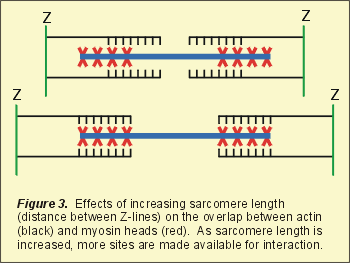 Z Z
Z Z
Figure 3. Effects of increasing sarcomere length
(distance between Z-lines) on the overlap between actin
(black) and myosin heads (red). As sarcomere length is
increased, more sites are made available for interaction.